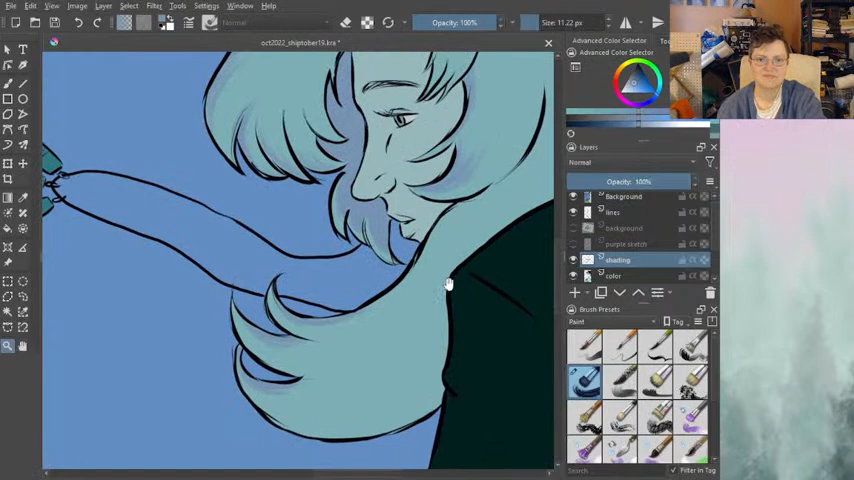 File Edit View Image Layer Select Filter Tools Settings Window Help
Normal
Opacity: 100%
Size: 11.22 px
oct2022_shiptober19.kra *
Advanced Color Selector
Advanced Color Selector
Layers
Normal
Opacity: 100%
Background
lines
background
purple sketch
shading
color
Brush Presets
Paint
Tag
Search
Filter in Tag